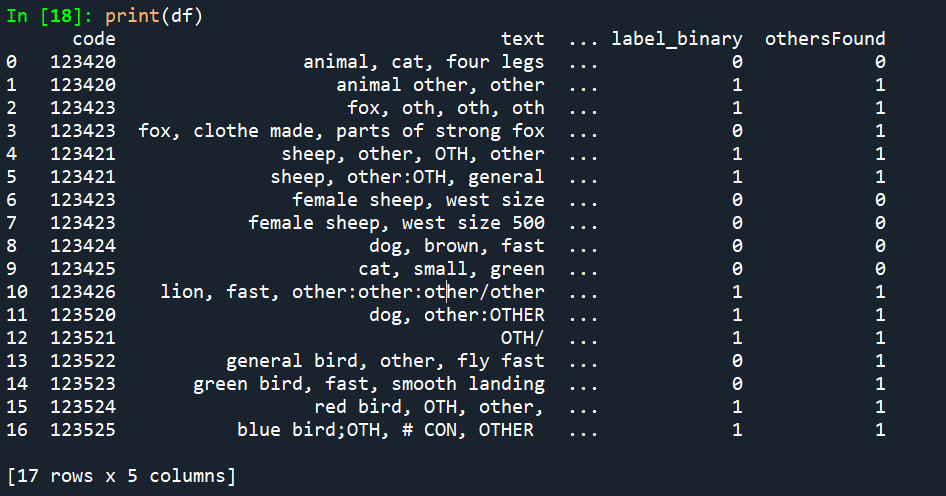 In [18]: print(df)
code text ... label_binary othersFound
0 123420 animal, cat, four legs ... 0 0
1 123420 animal other, other ... 1 1
2 123423 fox, oth, oth, oth ... 1 1
3 123423 fox, clothe made, parts of strong fox ... 0 1
4 123421 sheep, other, OTH, other ... 1 1
5 123421 sheep, other:OTH, general ... 1 1
6 123423 female sheep, west size ... 0 0
7 123423 female sheep, west size 500 ... 0 0
8 123424 dog, brown, fast ... 0 0
9 123425 cat, small, green ... 0 0
10 123426 lion, fast, other:other:other/other ... 1 1
11 123520 dog, other:OTHER ... 1 1
12 123521 OTH/ ... 1 1
13 123522 general bird, other, fly fast ... 0 1
14 123523 green bird, fast, smooth landing ... 0 1
15 123524 red bird, OTH, other, ... 1 1
16 123525 blue bird;OTH, # CON, OTHER ... 1 1
[17 rows x 5 columns]